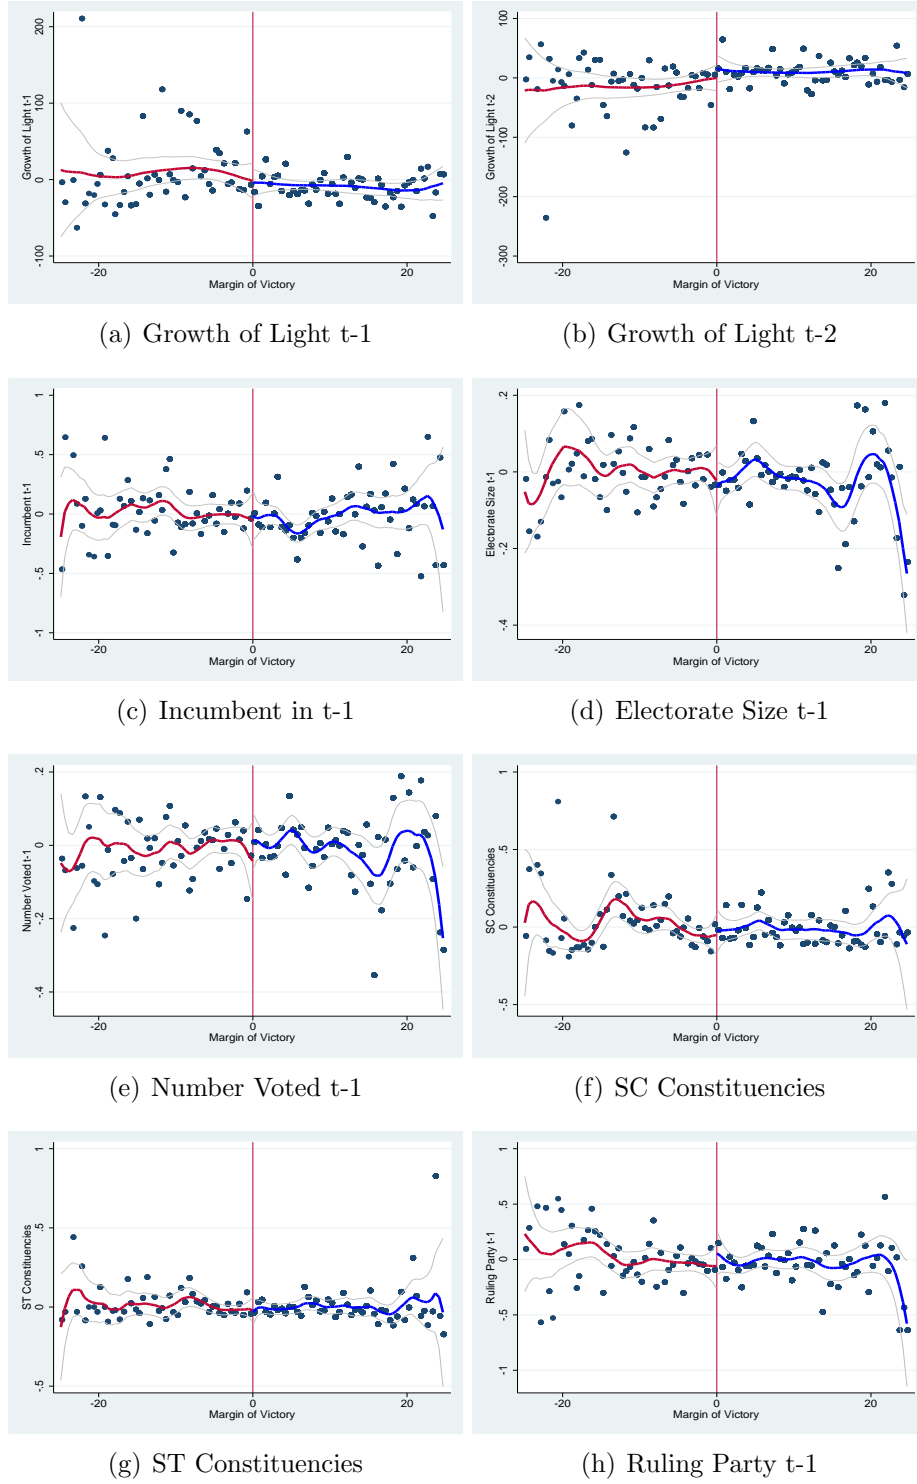 200
100
0
-100
Growth of Light t-1
-20
0
20
Margin of Victory
(a) Growth of Light t-1
100
0
-100
-200
-300
Growth of Light t-2
-20
0
20
Margin of Victory
(b) Growth of Light t-2
1
.5
0
-.5
-1
Incumbent t-1
-20
0
20
Margin of Victory
(c) Incumbent in t-1
.2
0
-.2
-.4
Electorate Size t-1
-20
0
20
Margin of Victory
(d) Electorate Size t-1
.2
0
-.2
-.4
Number Voted t-1
-20
0
20
Margin of Victory
(e) Number Voted t-1
1
.5
0
-.5
SC Constituencies
-20
0
20
Margin of Victory
(f) SC Constituencies
1
.5
0
-.5
ST Constituencies
-20
0
20
Margin of Victory
(g) ST Constituencies
1
.5
0
-.5
-1
Ruling Party t-1
-20
0
20
Margin of Victory
(h) Ruling Party t-1